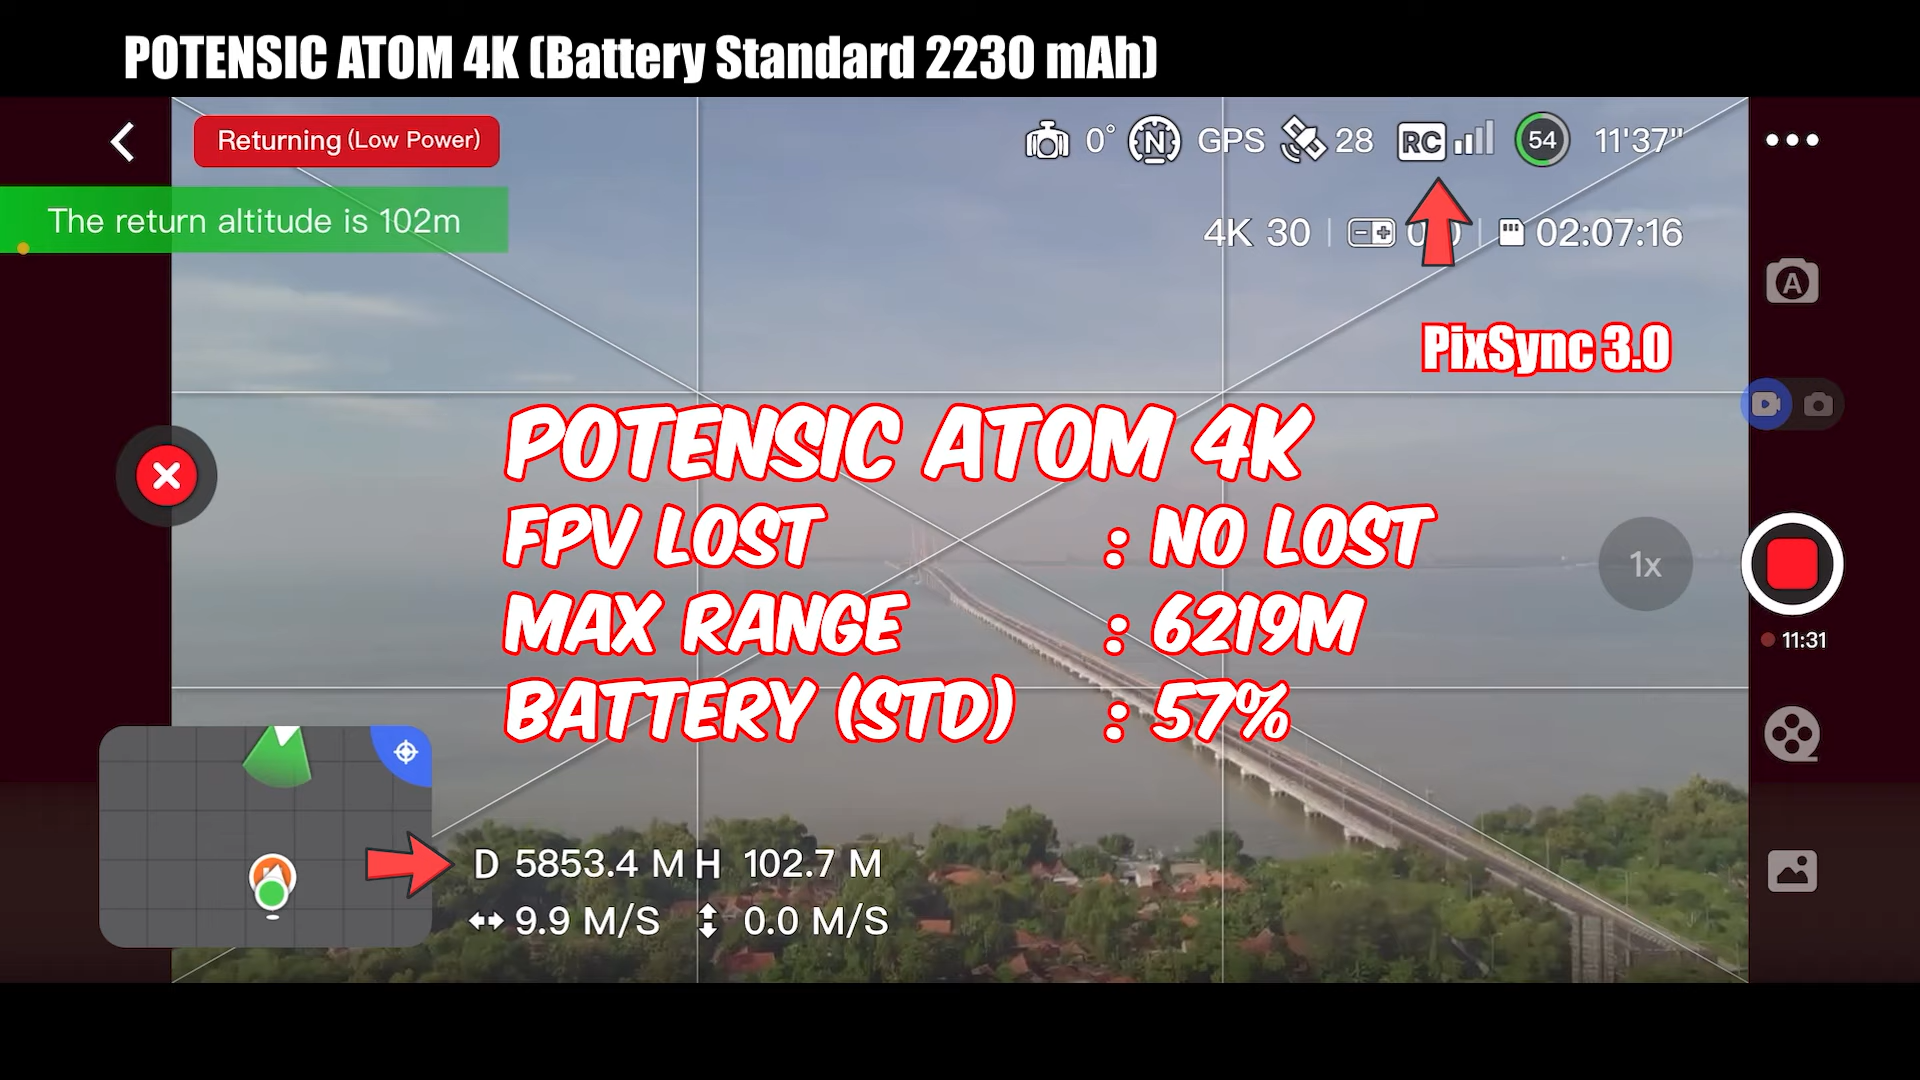 POTENSIC ATOM 4K (Battery Standard 2230 mAh)
Returning (Low Power)
0° N GPS 28 RC 54 11'37"
The return altitude is 102m
4K 30 | | 02:07:16
A
PixSync 3.0
POTENSIC ATOM 4K
FPV LOST : NO LOST
MAX RANGE : 6219M
BATTERY (STD) : 57%
1x
11:31
D 5853.4 M H 102.7 M
9.9 M/S 0.0 M/S